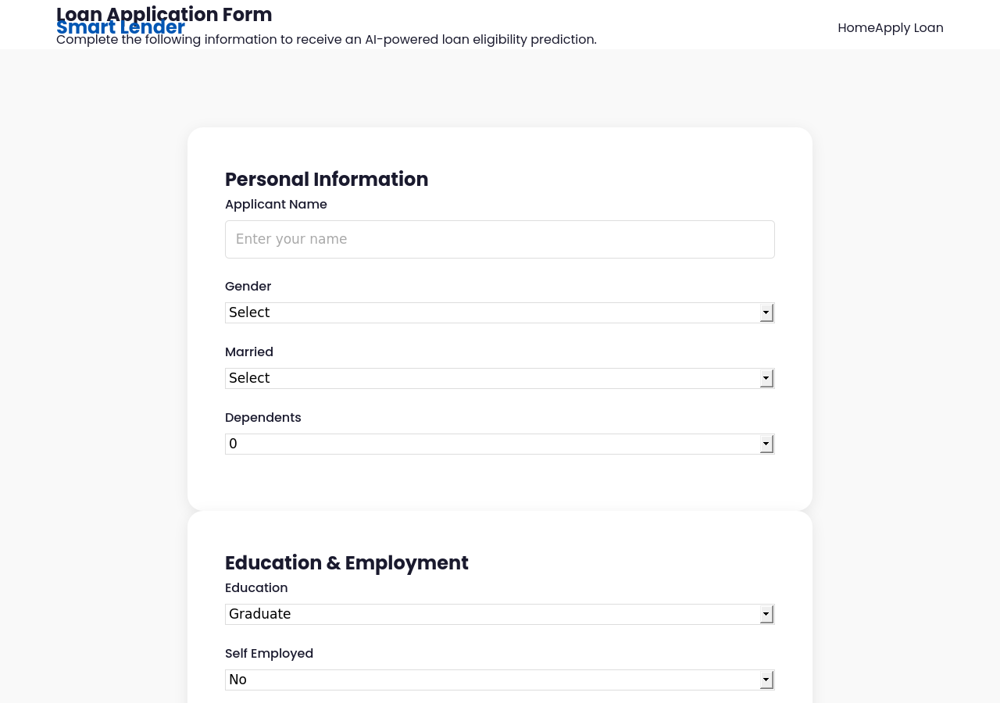 Loan Application Form
Smart Lender
Complete the following information to receive an AI-powered loan eligibility prediction.
Home
Apply Loan
Personal Information
Applicant Name
Enter your name
Gender
Select
Married
Select
Dependents
0
Education & Employment
Education
Graduate
Self Employed
No